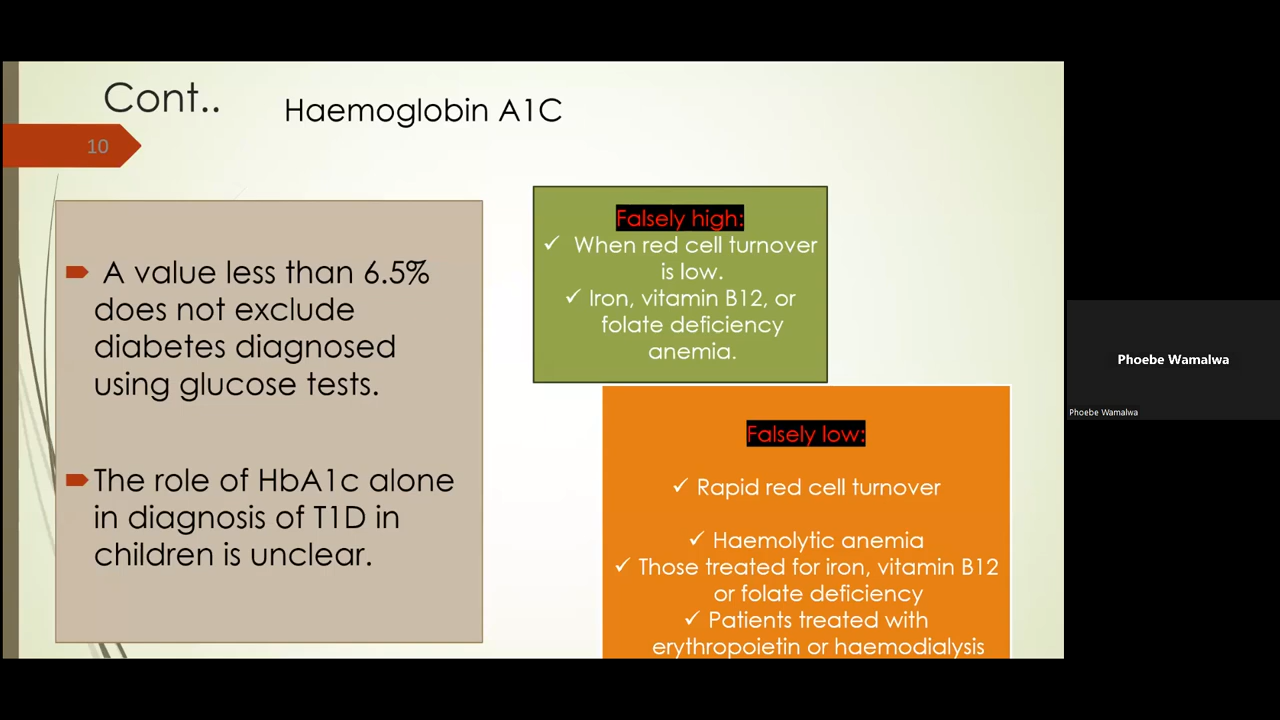 Cont..
Haemoglobin A1C
10
A value less than 6.5%
does not exclude
diabetes diagnosed
using glucose tests.
The role of HbA1c alone
in diagnosis of T1D in
children is unclear.
Falsely high:
✓ When red cell turnover
is low.
✓ Iron, vitamin B12, or
folate deficiency
anemia.
Falsely low:
✓ Rapid red cell turnover
✓ Haemolytic anemia
✓ Those treated for iron, vitamin B12
or folate deficiency
✓ Patients treated with
erythropoietin or haemodialysis
Phoebe Wamalwa
Phoebe Wamalwa